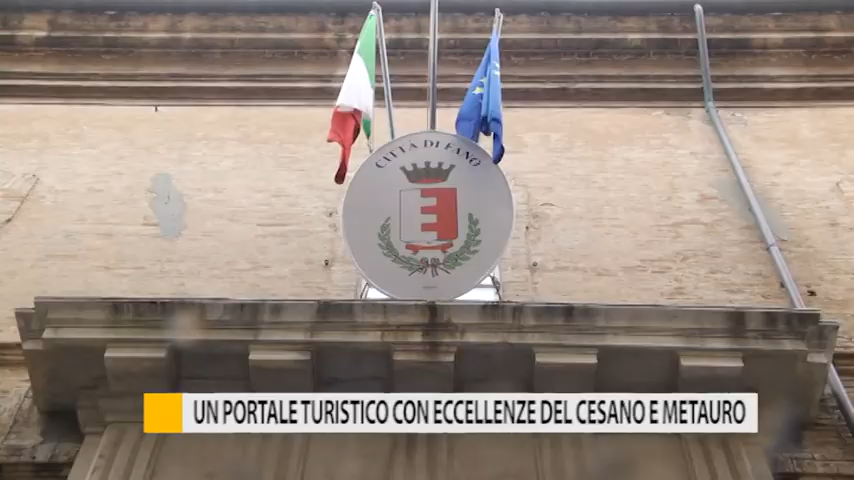 CITTÀ DI FANO
UN PORTALE TURISTICO CON ECCELLENZE DEL CESANO E METAURO